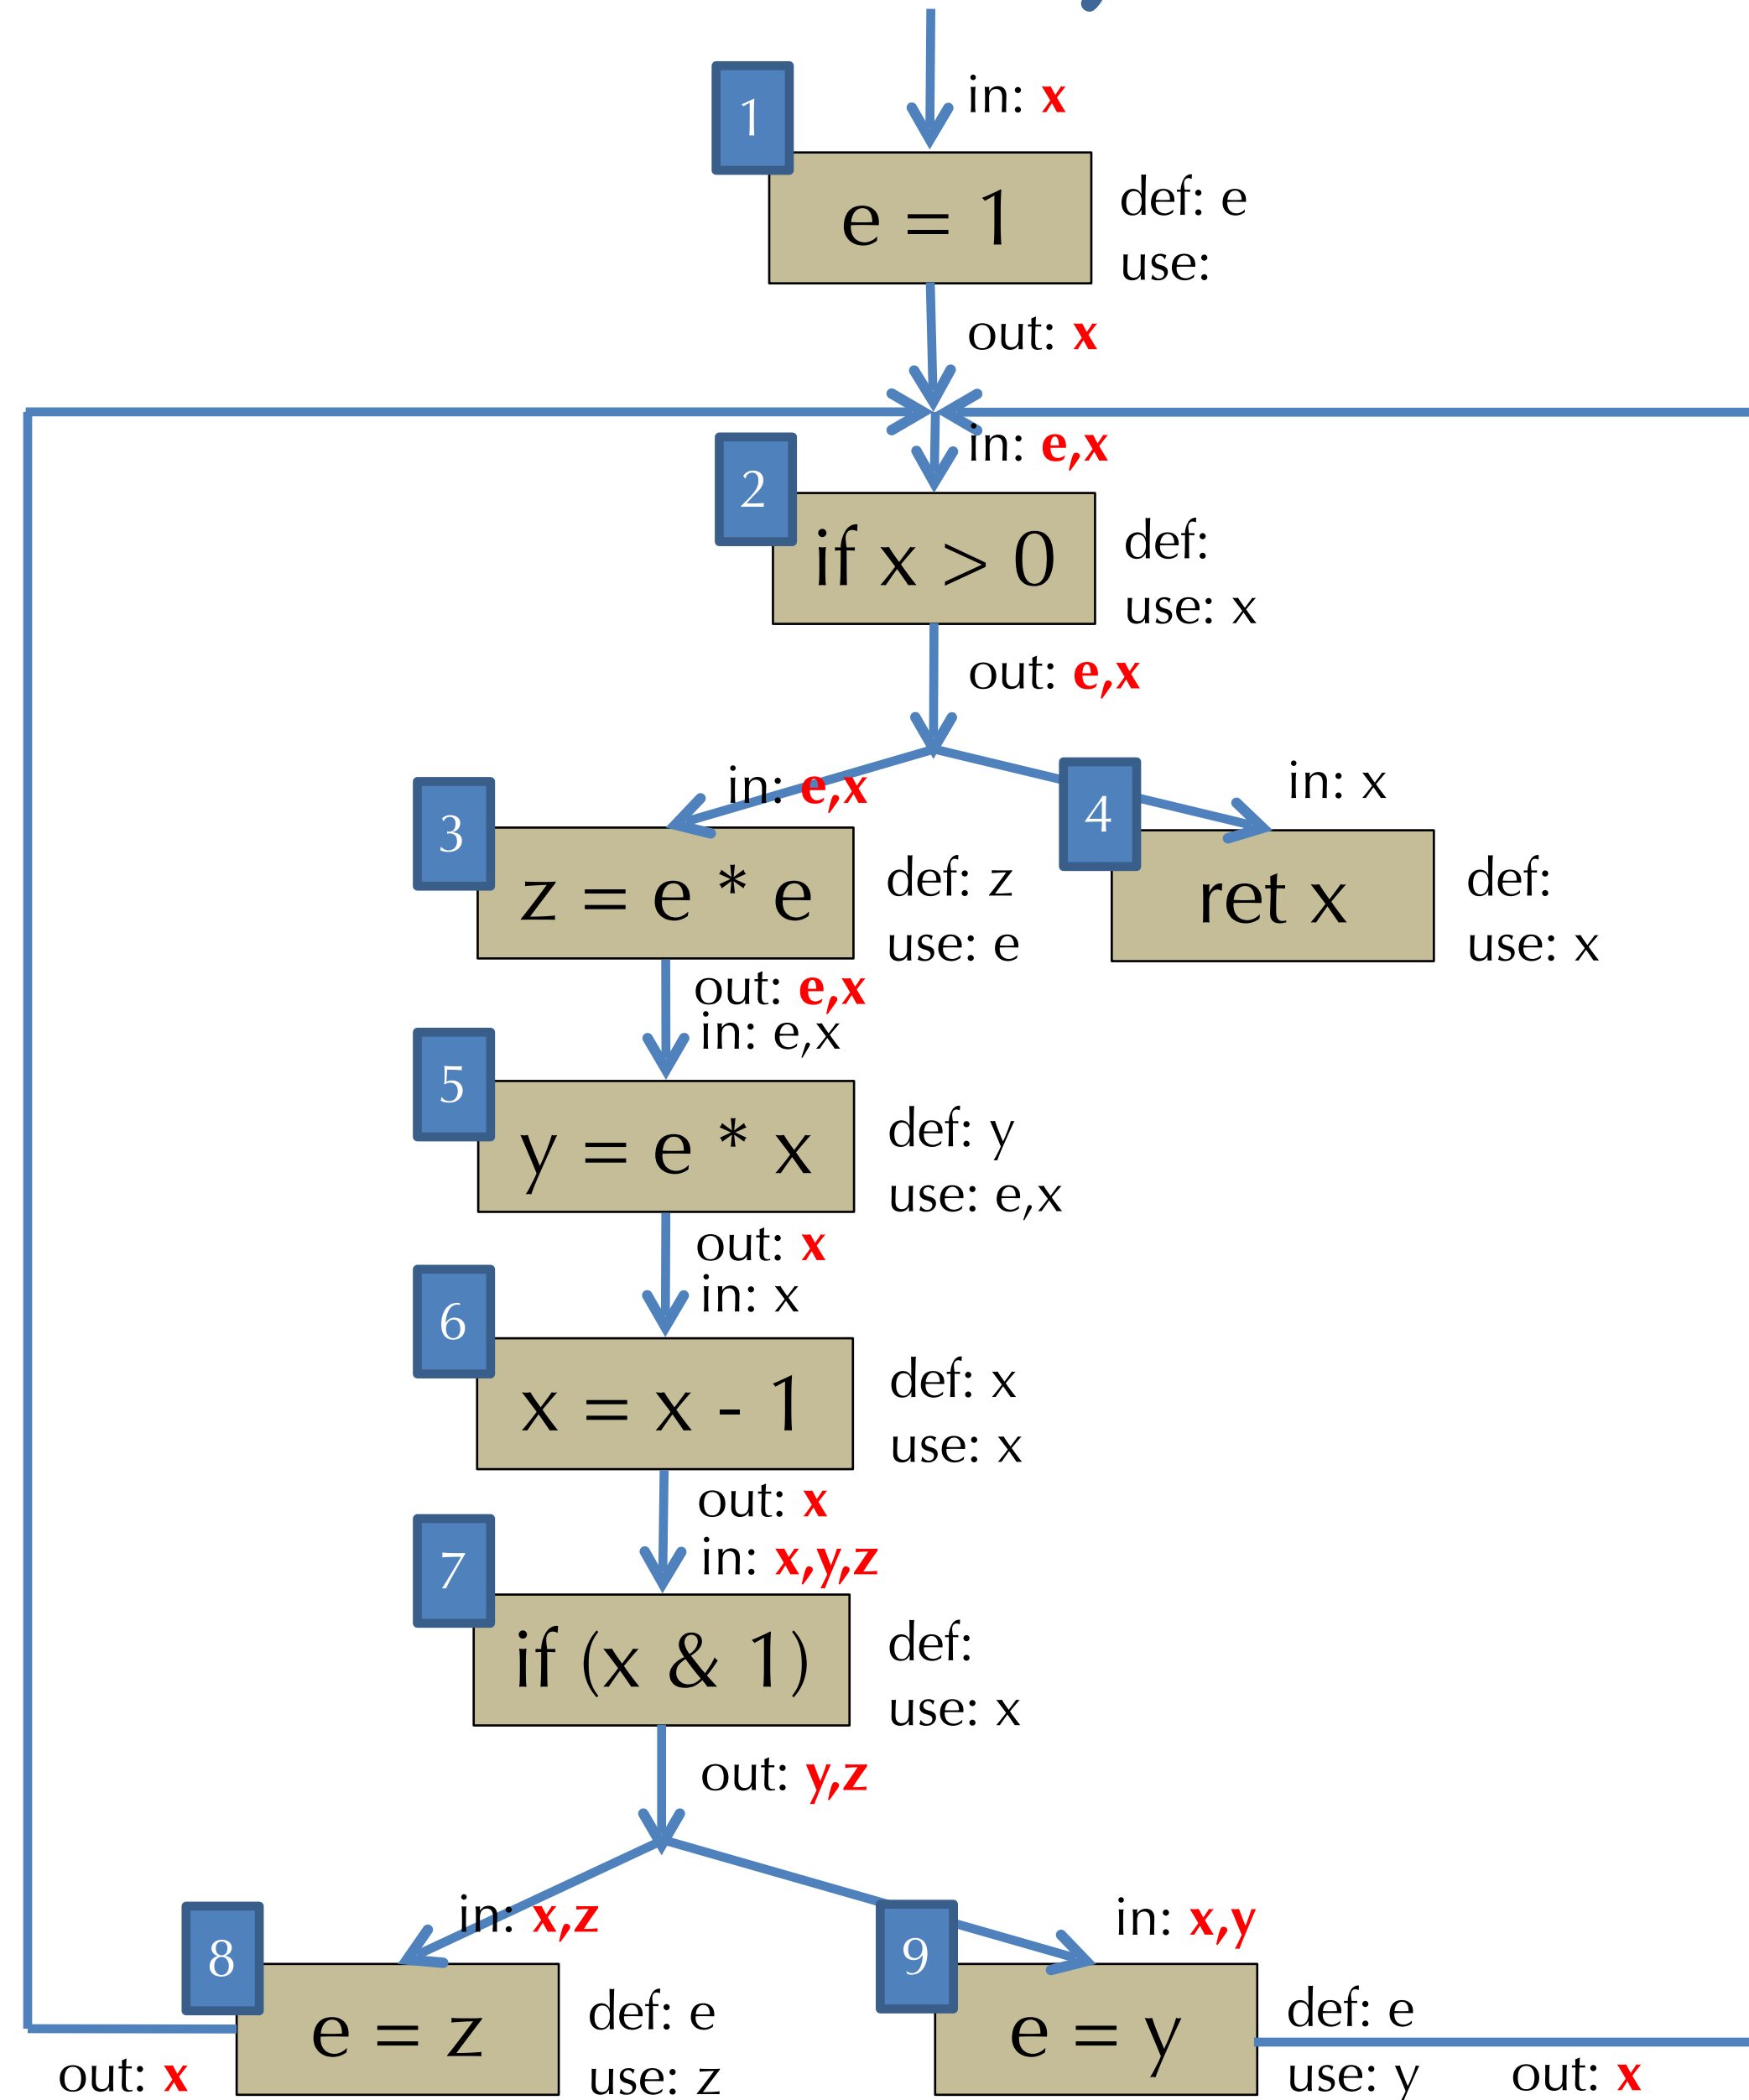 in: x
1
e = 1
def: e
use:
out: x
in: e,x
2
if x > 0
def:
use: x
out: e,x
in: e,x
3
z = e * e
def: z
use: e
in: x
4
ret x
def:
use: x
out: e,x
in: e,x
5
y = e * x
def: y
use: e,x
out: x
in: x
6
x = x - 1
def: x
use: x
out: x
in: x,y,z
7
if (x & 1)
def:
use: x
out: y,z
in: x,z
8
e = z
def: e
use: z
out: x
in: x,y
9
e = y
def: e
use: y
out: x